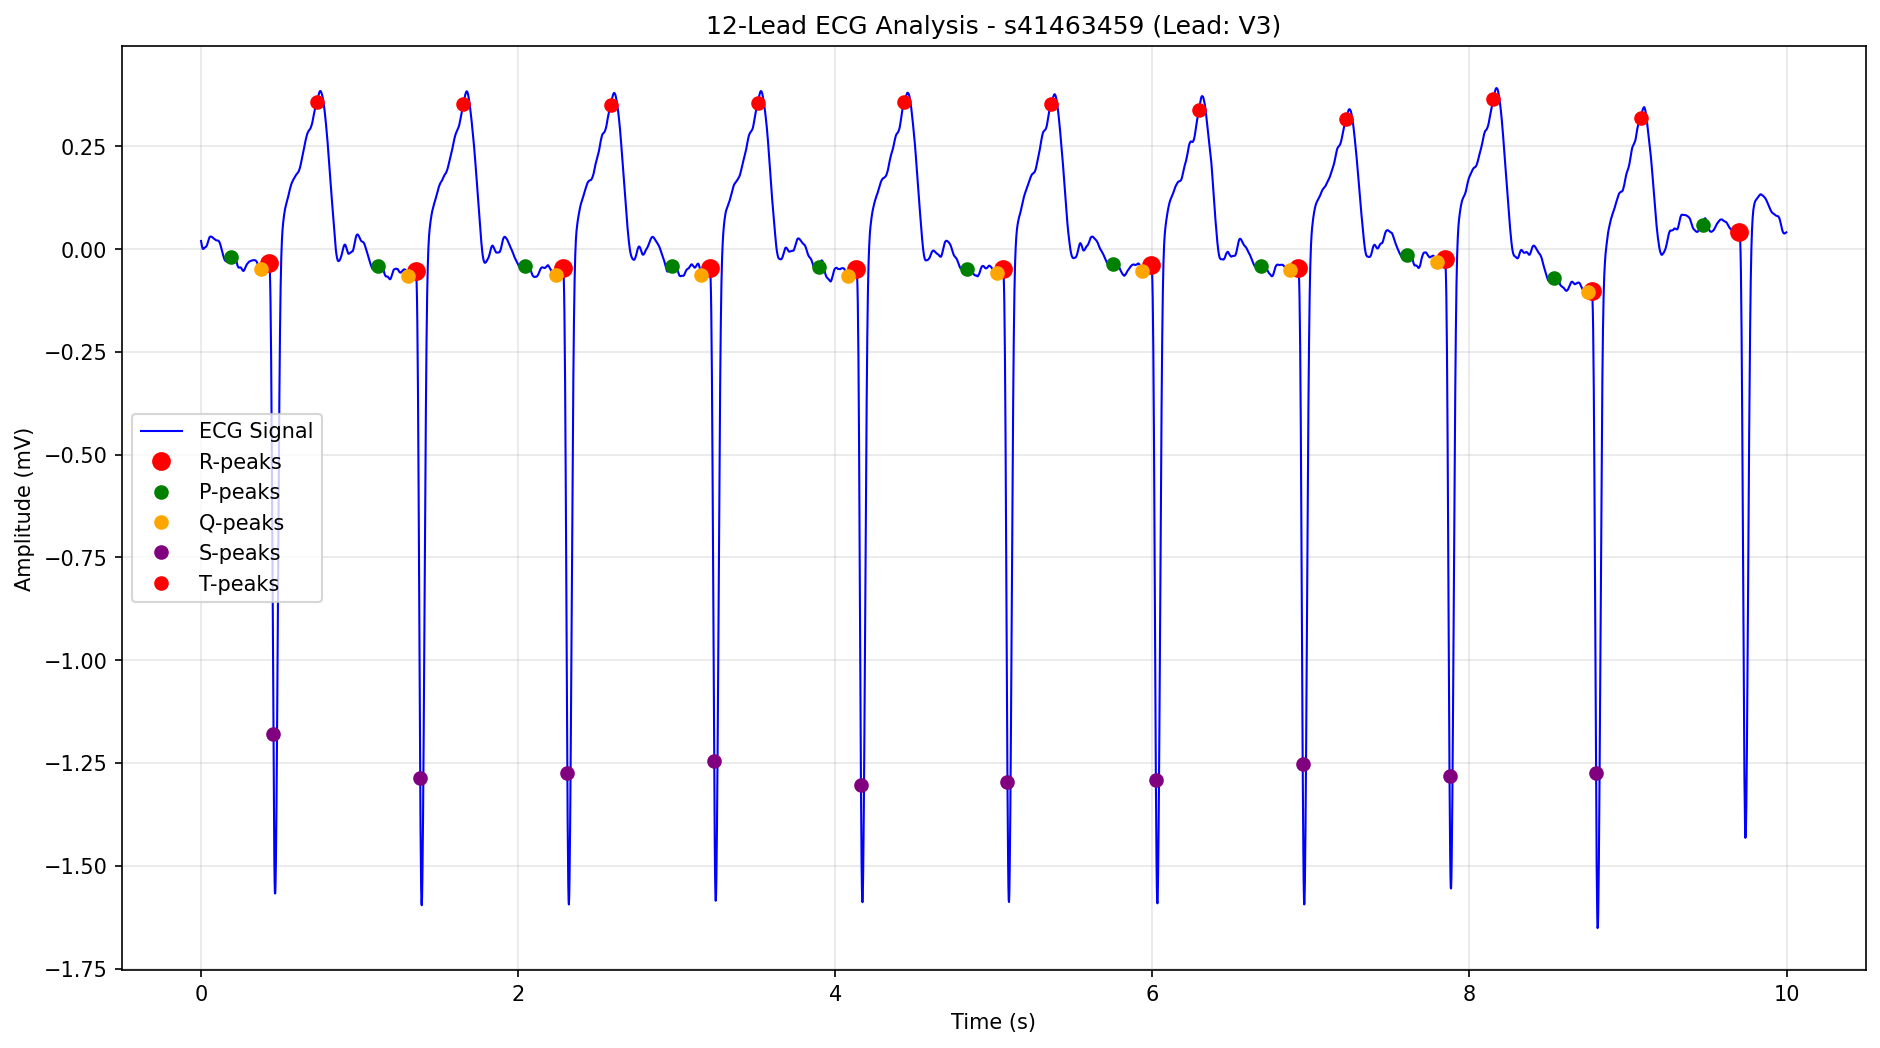 12-Lead ECG Analysis - s41463459 (Lead: V3)
Amplitude (mV)
0.25
0.00
−0.25
−0.50
−0.75
−1.00
−1.25
−1.50
−1.75
ECG Signal
R-peaks
P-peaks
Q-peaks
S-peaks
T-peaks
0 2 4 6 8 10
Time (s)